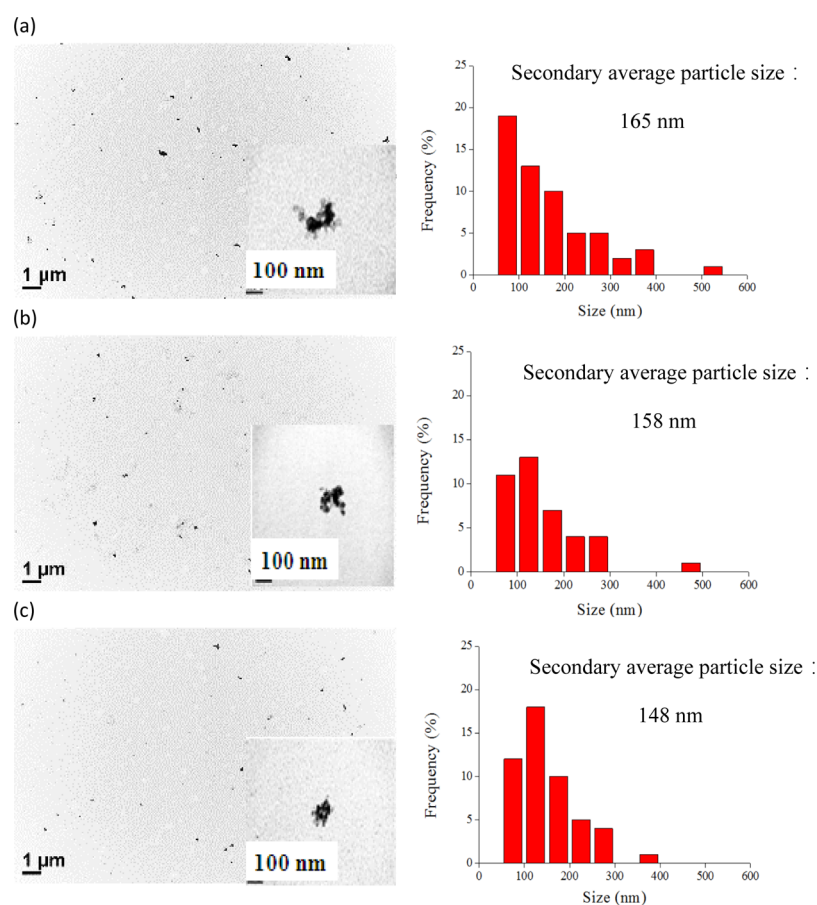 (a)
1 μm
100 nm
Secondary average particle size :
165 nm
Frequency (%)
25
20
15
10
5
0
0 100 200 300 400 500 600
Size (nm)
(b)
1 μm
100 nm
Secondary average particle size :
158 nm
Frequency (%)
25
20
15
10
5
0
0 100 200 300 400 500 600
Size (nm)
(c)
1 μm
100 nm
Secondary average particle size :
148 nm
Frequency (%)
25
20
15
10
5
0
0 100 200 300 400 500 600
Size (nm)